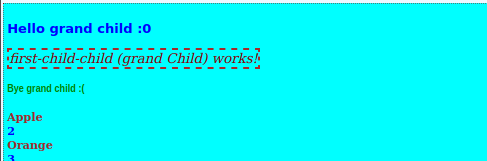 Hello grand child :0
first-child-child (grand Child) works!
Bye grand child :(
Apple
2
Orange
3